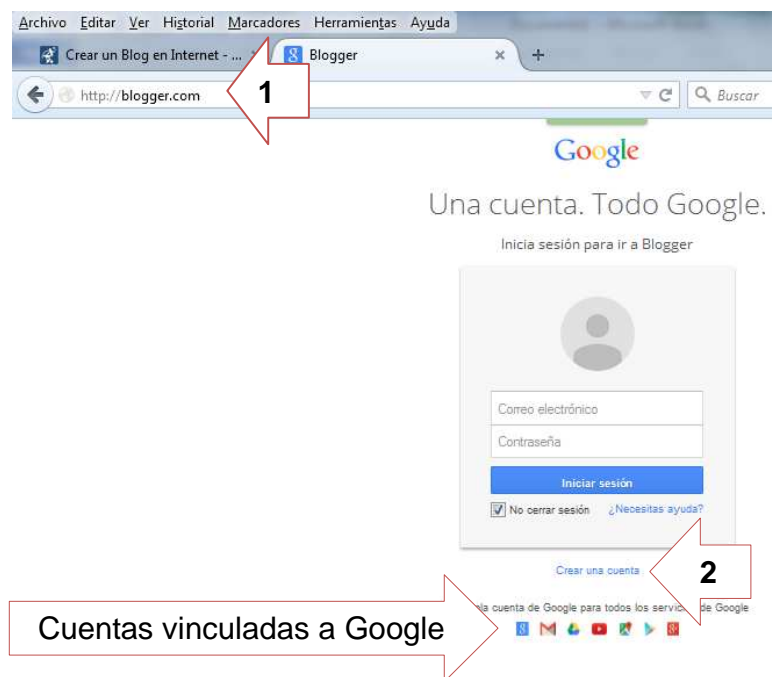 Archivo Editar Ver Historial Marcadores Herramientas Ayuda
Crear un Blog en Internet - ... Blogger × +
http://blogger.com 1 Buscar
Google
Una cuenta. Todo Google.
Inicia sesión para ir a Blogger
Correo electrónico
Contraseña
Iniciar sesión
No cerrar sesión ¿Necesitas ayuda?
Crear una cuenta 2
cuenta de Google para todos los de Google
Cuentas vinculadas a Google